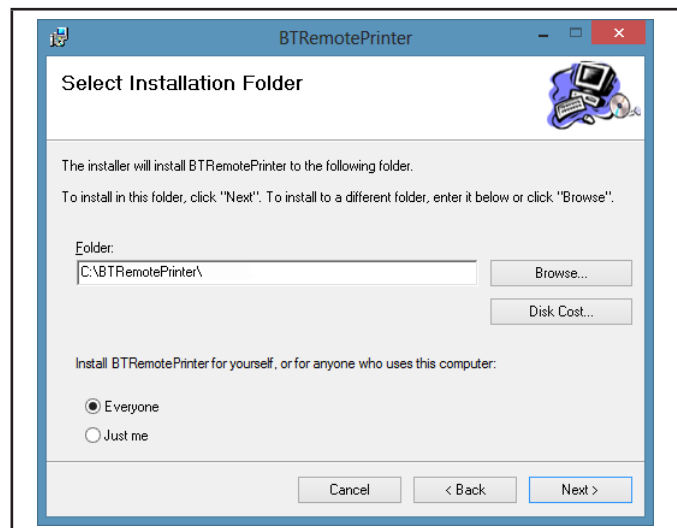 BTRemotePrinter
Select Installation Folder
The installer will install BTRemotePrinter to the following folder.
To install in this folder, click "Next". To install to a different folder, enter it below or click "Browse".
Folder:
C:\BTRemotePrinter\
Browse...
Disk Cost...
Install BTRemotePrinter for yourself, or for anyone who uses this computer:
Everyone
Just me
Cancel
< Back
Next >